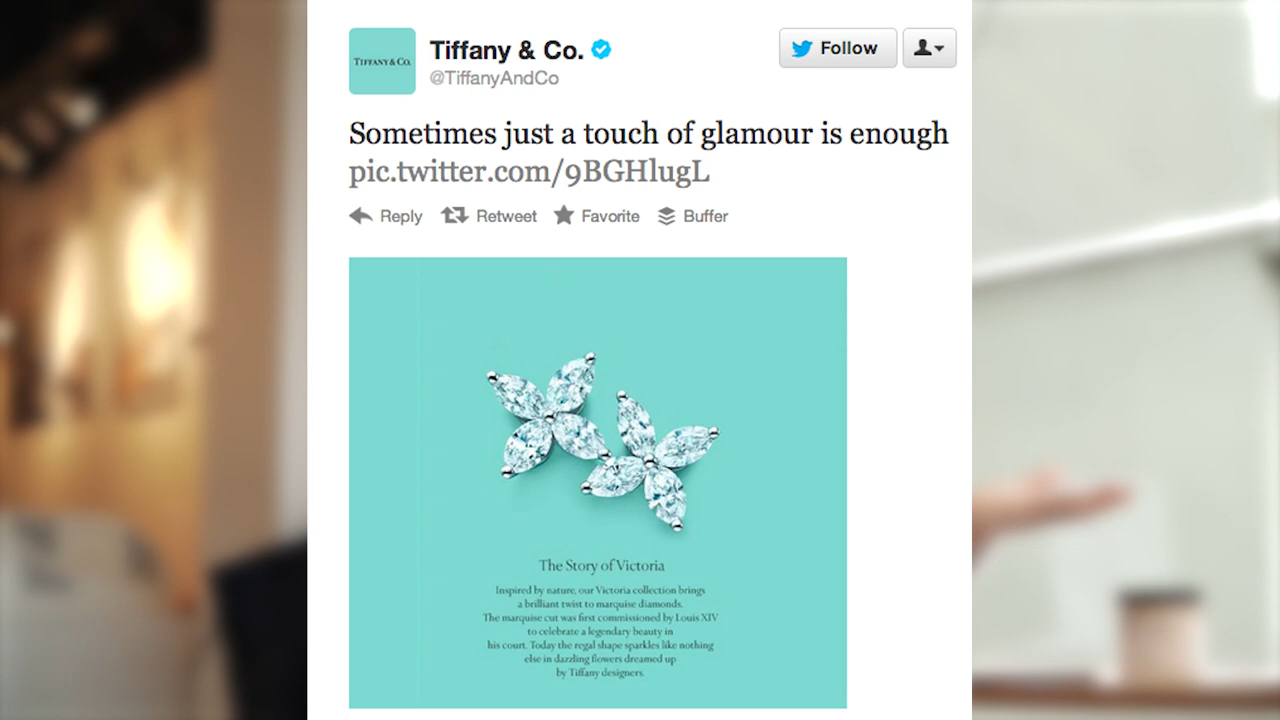 TIFFANY & CO.
Tiffany & Co.
@TiffanyAndCo
Follow
Sometimes just a touch of glamour is enough
pic.twitter.com/9BGHlugL
Reply Retweet Favorite Buffer
The Story of Victoria
Inspired by nature, our Victoria collection brings
a brilliant twist to marquise diamonds.
The marquise cut was first commissioned by Louis XIV
to celebrate a legendary beauty in
his court. Today the regal shape sparkles like nothing
else in dazzling flowers dreamed up
by Tiffany designers.